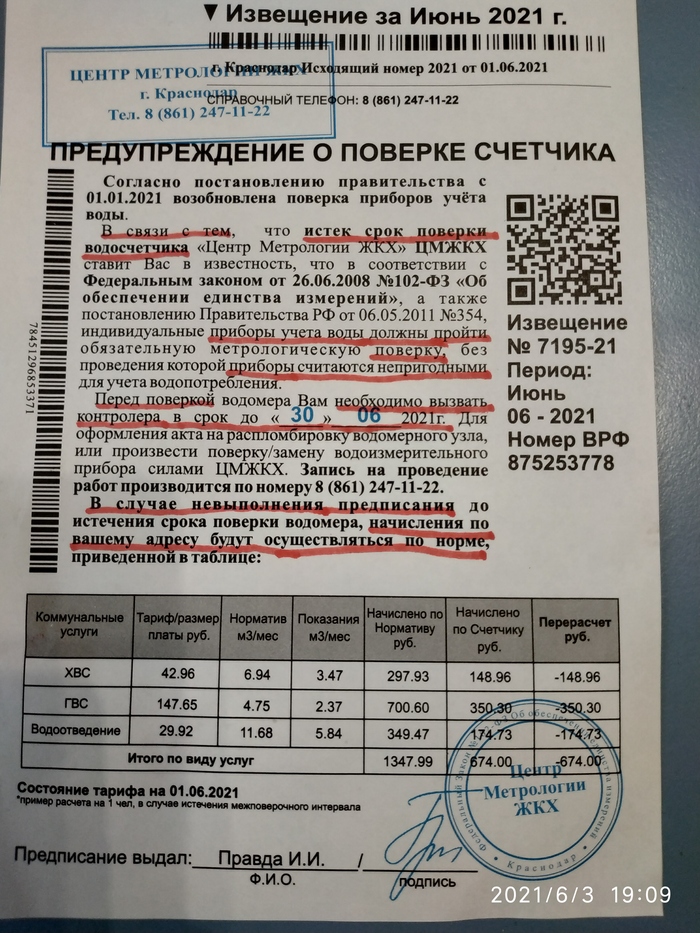 ▼ Извещение за Июнь 2021 г.
ЦЕНТР МЕТРОЛОГИИ ЖКХ
г. Краснодар
Тел. 8 (861) 247-11-22
г. Краснодар Исходящий номер 2021 от 01.06.2021
СПРАВОЧНЫЙ ТЕЛЕФОН: 8 (861) 247-11-22
ПРЕДУПРЕЖДЕНИЕ О ПОВЕРКЕ СЧЕТЧИКА
Согласно постановлению правительства с
01.01.2021 возобновлена поверка приборов учёта
воды.
В связи с тем, что истек срок поверки
водосчетчика «Центр Метрологии ЖКХ» ЦМЖКХ
ставит Вас в известность, что в соответствии с
Федеральным законом от 26.06.2008 №102-ФЗ «Об
обеспечении единства измерений», а также
постановлению Правительства РФ от 06.05.2011 №354,
индивидуальные приборы учета воды должны пройти
обязательную метрологическую поверку, без
проведения которой приборы считаются непригодными
для учета водопотребления.
Перед поверкой водомера Вам необходимо вызвать
контролера в срок до « 30 » 06 2021г. Для
оформления акта на распломбировку водомерного узла,
или произвести поверку/замену водоизмерительного
прибора силами ЦМЖКХ. Запись на проведение
работ производится по номеру 8 (861) 247-11-22.
В случае невыполнения предписания до
истечения срока поверки водомера, начисления по
вашему адресу будут осуществляться по норме,
приведенной в таблице:
78451296853371
Извещение
№ 7195-21
Период:
Июнь
06 - 2021
Номер ВРФ
875253778
Коммунальные услуги Тариф/размер платы руб. Норматив м3/мес Показания м3/мес Начислено по Нормативу руб. Начислено по Счетчику руб. Перерасчет руб.
ХВС 42.96 6.94 3.47 297.93 148.96 -148.96
ГВС 147.65 4.75 2.37 700.60 350.30 -350.30
Водоотведение 29.92 11.68 5.84 349.47 174.73 -174.73
Итого по виду услуг 1347.99 674.00 -674.00
Состояние тарифа на 01.06.2021
*пример расчета на 1 чел, в случае истечения межповерочного интервала
Центр
Метрологии
ЖКХ
Краснодар
Предписание выдал: Правда И.И. /
Ф.И.О. подпись
2021/6/3 19:09